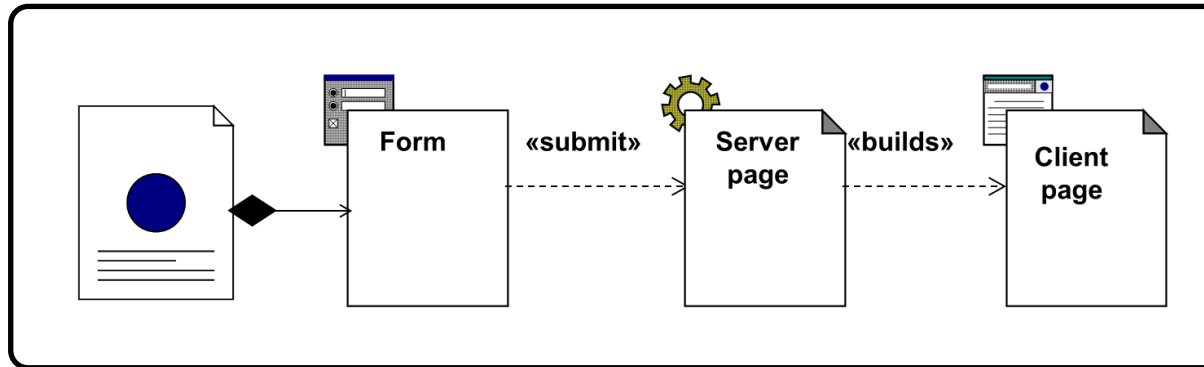 Form
«submit»
Server
page
«builds»
Client
page